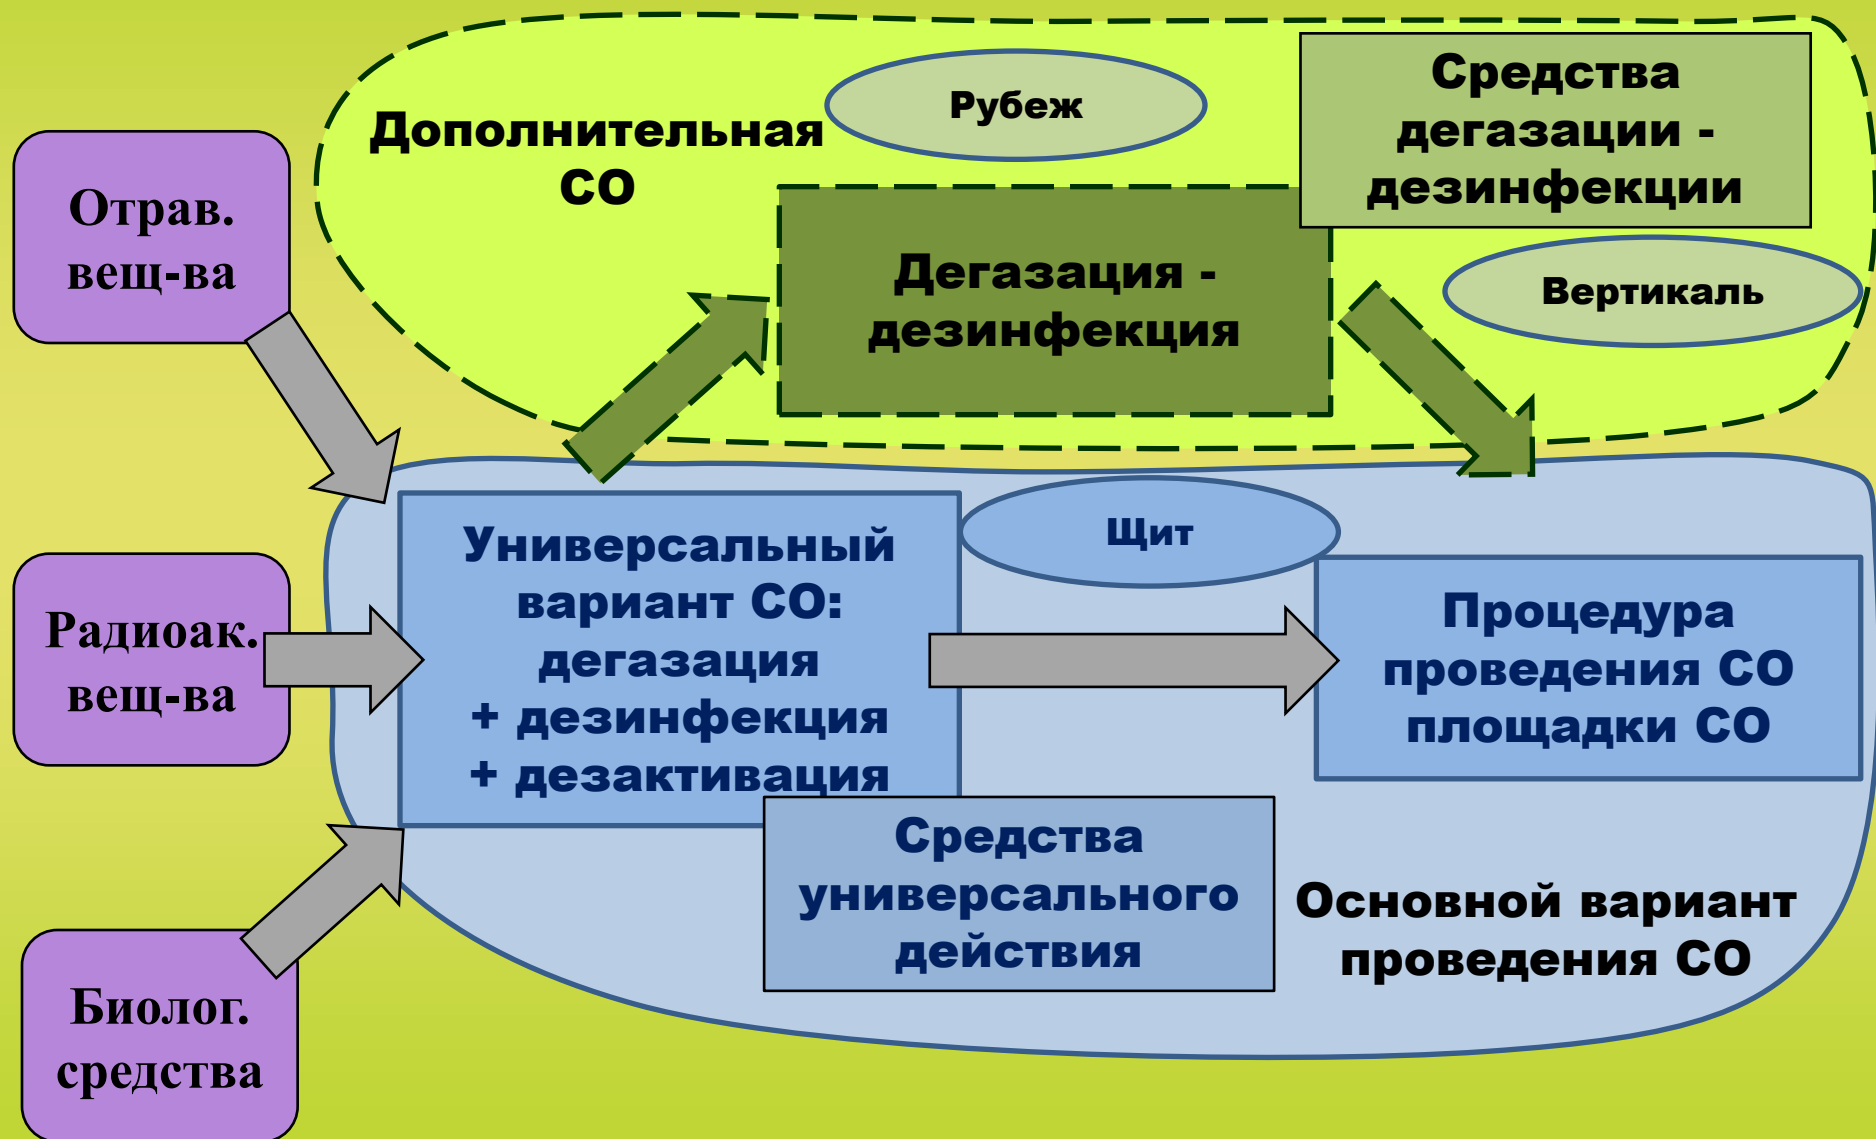 Дополнительная
СО
Рубеж
Средства
дегазации -
дезинфекции
Отрав.
вещ-ва
Дегазация -
дезинфекция
Вертикаль
Универсальный
вариант СО:
дегазация
+ дезинфекция
+ дезактивация
Щит
Радиоак.
вещ-ва
Процедура
проведения СО
площадки СО
Средства
универсального
действия
Основной вариант
проведения СО
Биолог.
средства